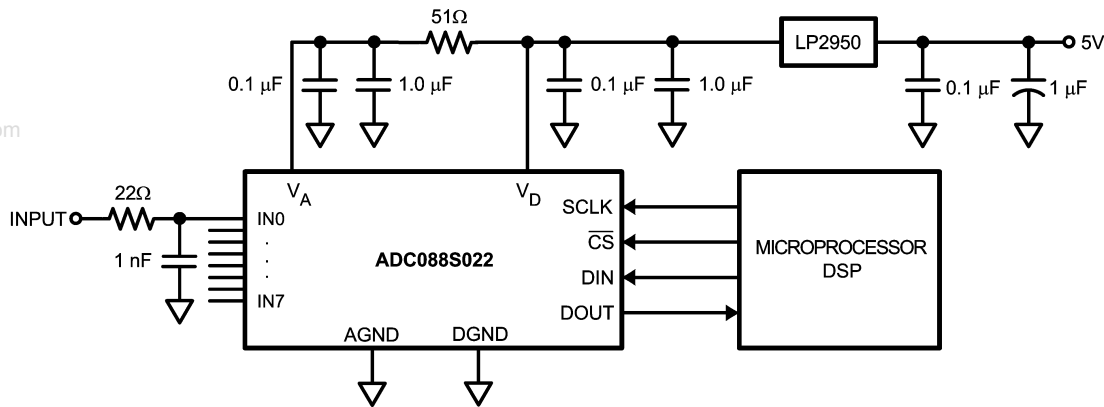 51Ω
LP2950
5V
0.1 µF
1.0 µF
0.1 µF
1.0 µF
0.1 µF
1 µF
om
V_A
V_D
22Ω
INPUT
IN0
SCLK
C̅S̅
MICROPROCESSOR
DSP
1 nF
.
.
.
ADC088S022
DIN
IN7
DOUT
AGND
DGND